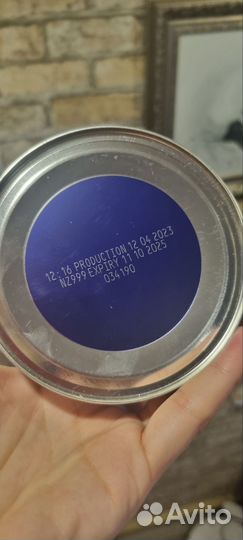 12.16 PRODUCTION 12 04 2023
NZ999 EXPIRY 11 10 2025
034190
Avito